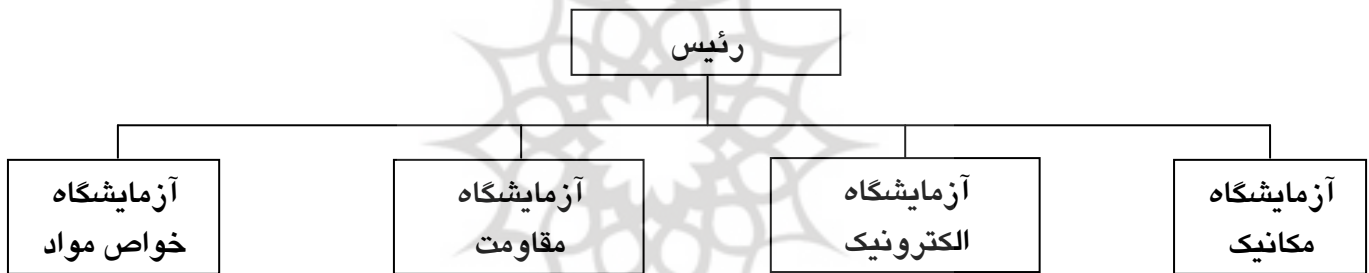 رئیس
آزمایشگاه
مکانیک
آزمایشگاه
الکترونیک
آزمایشگاه
مقاومت
آزمایشگاه
خواص مواد